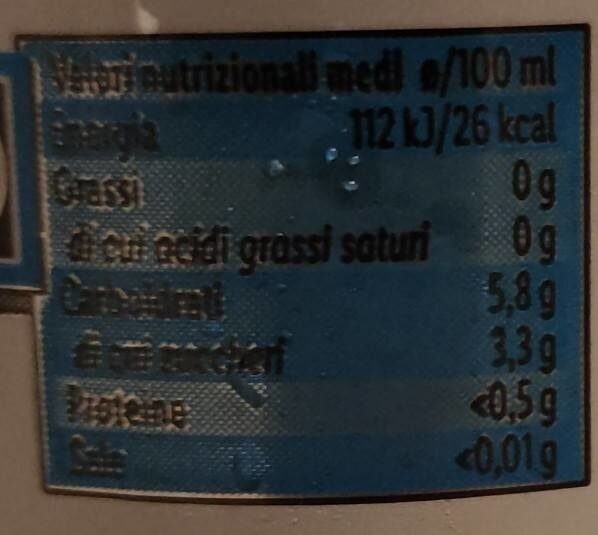 Valori nutrizionali medi ø/100 ml
Energia 112 kJ/26 kcal
Grassi 0 g
di cui acidi grassi saturi 0 g
Carboidrati 5,8 g
di cui zuccheri 3,3 g
Proteine <0,5 g
Sale <0,01 g